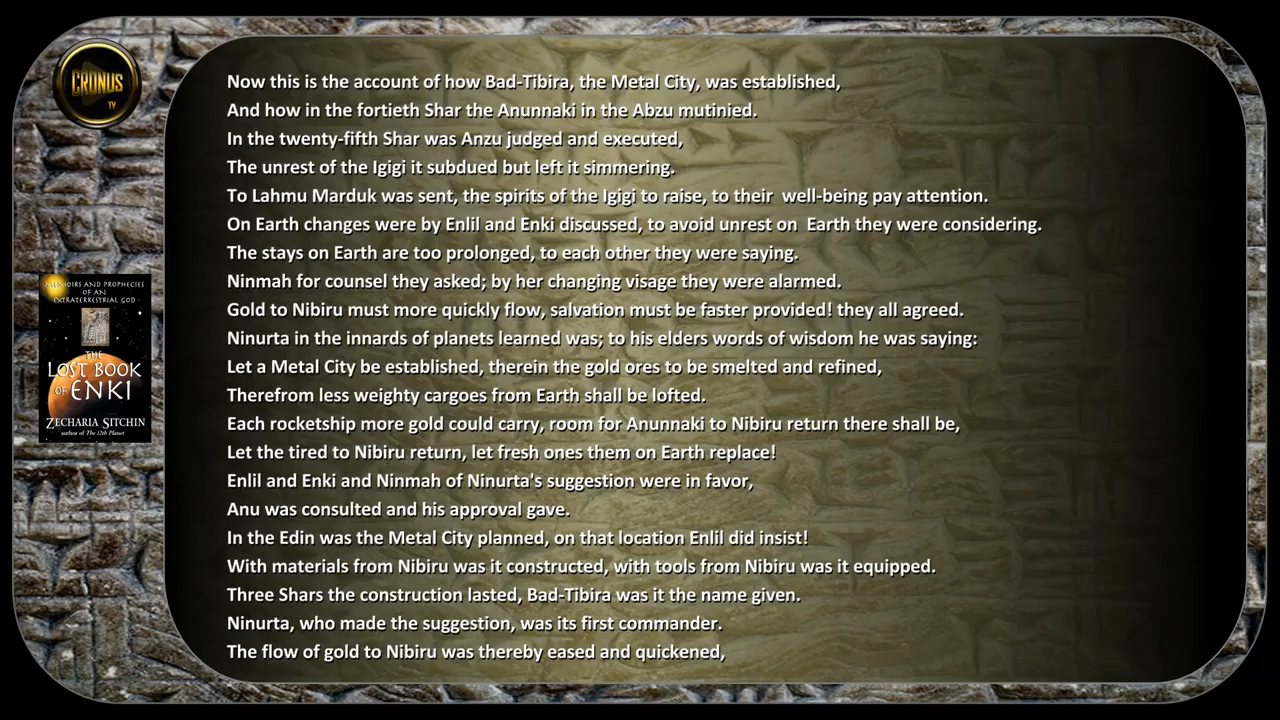 CRONUS
TV
Now this is the account of how Bad-Tibira, the Metal City, was established,
And how in the fortieth Shar the Anunnaki in the Abzu mutinied.
In the twenty-fifth Shar was Anzu judged and executed,
The unrest of the Igigi it subdued but left it simmering.
To Lahmu Marduk was sent, the spirits of the Igigi to raise, to their well-being pay attention.
On Earth changes were by Enlil and Enki discussed, to avoid unrest on Earth they were considering.
The stays on Earth are too prolonged, to each other they were saying.
Ninmah for counsel they asked; by her changing visage they were alarmed.
Gold to Nibiru must more quickly flow, salvation must be faster provided! they all agreed.
Ninurta in the innards of planets learned was; to his elders words of wisdom he was saying:
Let a Metal City be established, therein the gold ores to be smelted and refined,
Therefrom less weighty cargoes from Earth shall be lofted.
Each rocketship more gold could carry, room for Anunnaki to Nibiru return there shall be,
Let the tired to Nibiru return, let fresh ones them on Earth replace!
Enlil and Enki and Ninmah of Ninurta's suggestion were in favor,
Anu was consulted and his approval gave.
In the Edin was the Metal City planned, on that location Enlil did insist!
With materials from Nibiru was it constructed, with tools from Nibiru was it equipped.
Three Shars the construction lasted, Bad-Tibira was it the name given.
Ninurta, who made the suggestion, was its first commander.
The flow of gold to Nibiru was thereby eased and quickened,
MEMOIRS AND PROPHECIES
OF AN
EXTRATERRESTRIAL GOD
THE
LOST BOOK
OF ENKI
ZECHARIA SITCHIN
author of The 12th Planet